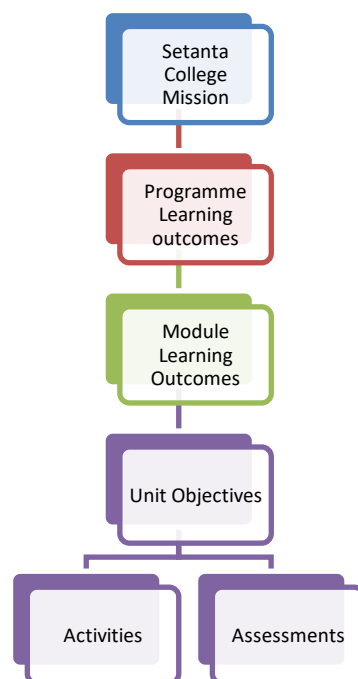 Setanta
College
Mission
Programme
Learning
outcomes
Module
Learning
Outcomes
Unit Objectives
Activities
Assessments